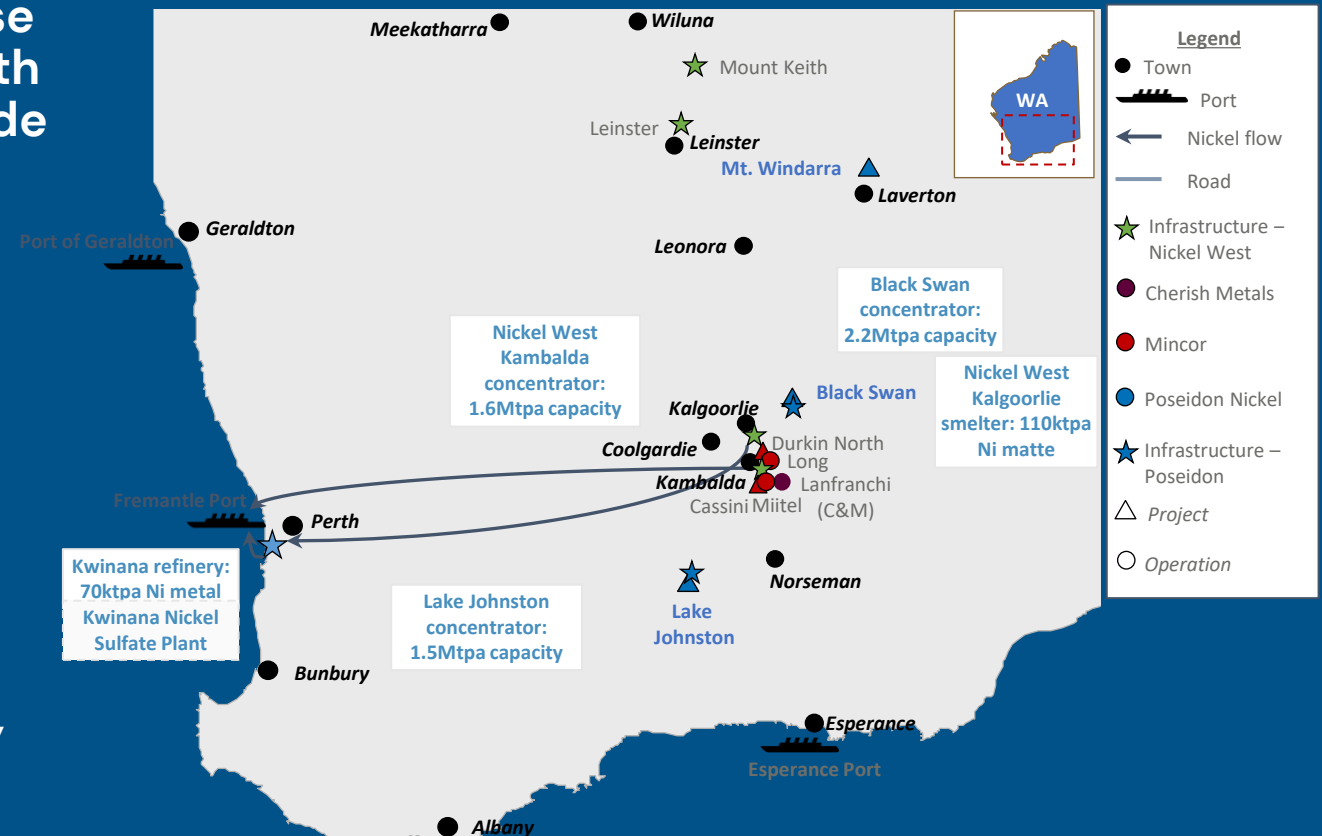 se
th
de
Meekatharra
Wiluna
Mount Keith
Leinster
Leinster
Mt. Windarra
Laverton
Geraldton
Port of Geraldton
Leonora
Black Swan
concentrator:
2.2Mtpa capacity
Nickel West
Kambalda
concentrator:
1.6Mtpa capacity
Nickel West
Kalgoorlie
smelter: 110ktpa
Ni matte
Black Swan
Kalgoorlie
Coolgardie
Durkin North
Long
Kambalda
Lanfranchi
(C&M)
Cassini
Miitel
Fremantle Port
Perth
Kwinana refinery:
70ktpa Ni metal
Kwinana Nickel
Sulfate Plant
Norseman
Lake Johnston
concentrator:
1.5Mtpa capacity
Lake
Johnston
Bunbury
Esperance
Esperance Port
Albany
WA
Legend
Town
Port
Nickel flow
Road
Infrastructure –
Nickel West
Cherish Metals
Mincor
Poseidon Nickel
Infrastructure –
Poseidon
Project
Operation